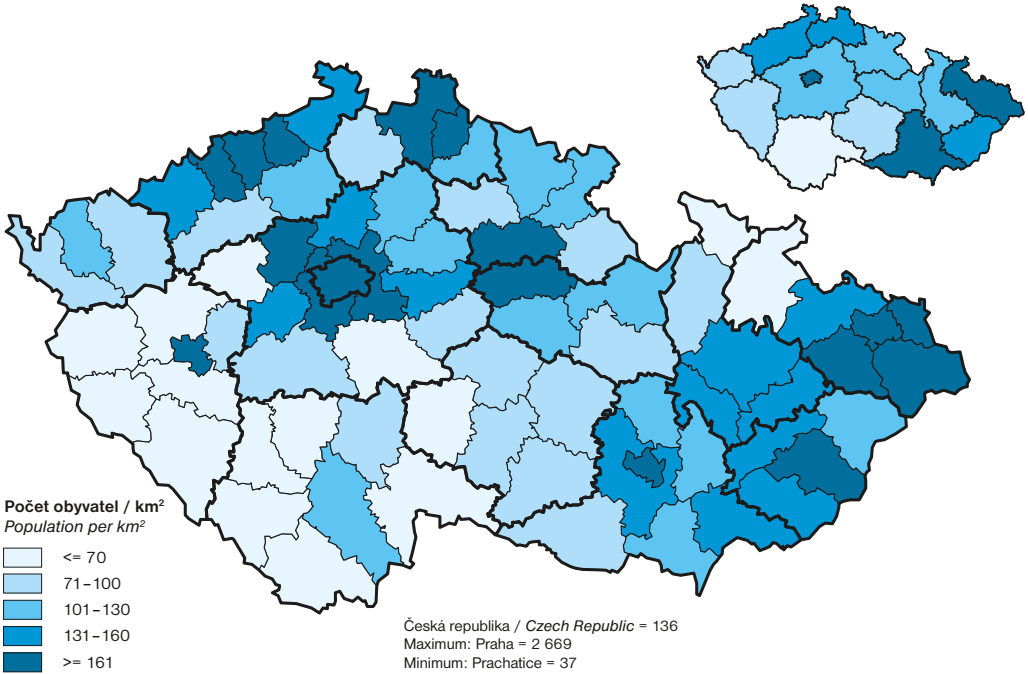 Počet obyvatel / km²
Population per km²
<= 70
71–100
101–130
131–160
>= 161
Česká republika / Czech Republic = 136
Maximum: Praha = 2 669
Minimum: Prachatice = 37